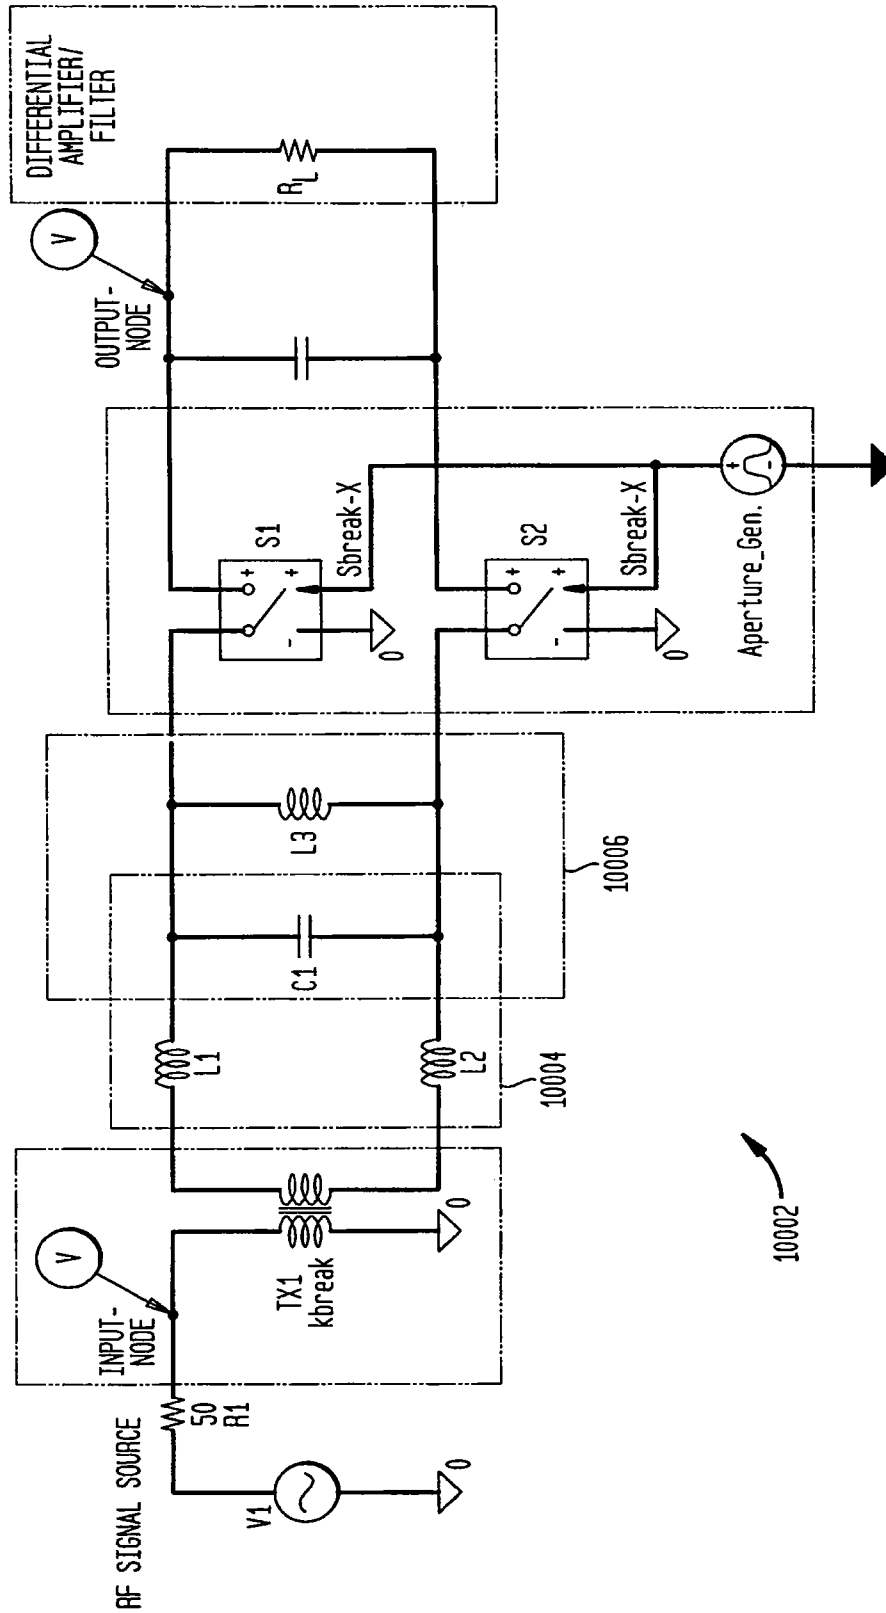 RF SIGNAL SOURCE
V1
0
50
R1
INPUT-
NODE
V
TX1
kbreak
0
L1
L2
10004
C1
L3
10006
S1
+
+
-
Sbreak-X
0
S2
+
+
-
Sbreak-X
0
Aperture_Gen.
+
-
OUTPUT-
NODE
V
RL
DIFFERENTIAL
AMPLIFIER/
FILTER
10002